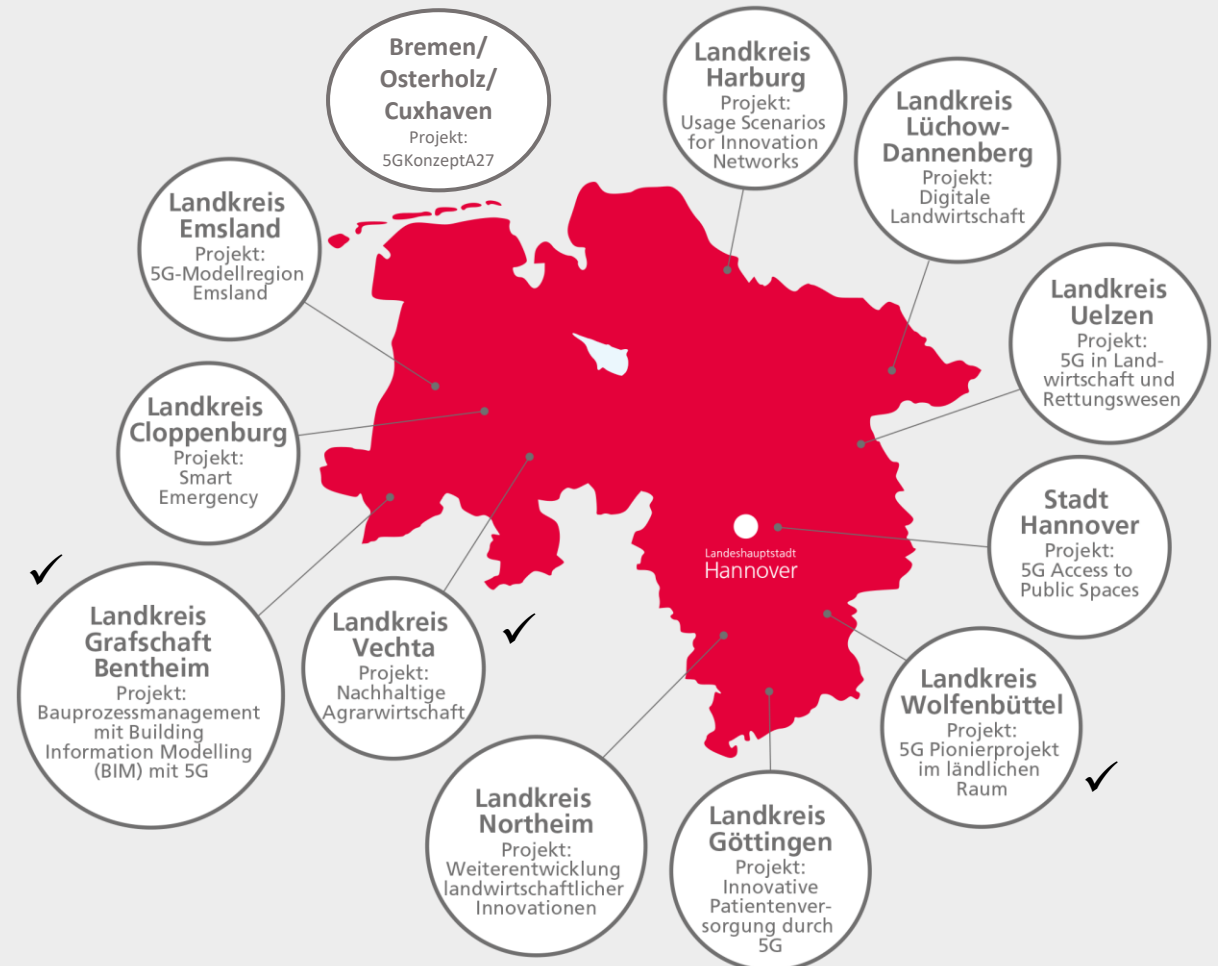 Bremen/
Osterholz/
Cuxhaven
Projekt:
5GKonzeptA27
Landkreis
Harburg
Projekt:
Usage Scenarios
for Innovation
Networks
Landkreis
Lüchow-
Dannenberg
Projekt:
Digitale
Landwirtschaft
Landkreis
Emsland
Projekt:
5G-Modellregion
Emsland
Landkreis
Uelzen
Projekt:
5G in Land-
wirtschaft und
Rettungswesen
Landkreis
Cloppenburg
Projekt:
Smart
Emergency
Stadt
Hannover
Projekt:
5G Access to
Public Spaces
Landeshauptstadt
Hannover
Landkreis
Grafschaft
Bentheim
Projekt:
Bauprozessmanagement
mit Building
Information Modelling
(BIM) mit 5G
Landkreis
Vechta
Projekt:
Nachhaltige
Agrarwirtschaft
Landkreis
Wolfenbüttel
Projekt:
5G Pionierprojekt
im ländlichen
Raum
Landkreis
Northeim
Projekt:
Weiterentwicklung
landwirtschaftlicher
Innovationen
Landkreis
Göttingen
Projekt:
Innovative
Patientenver-
sorgung durch
5G